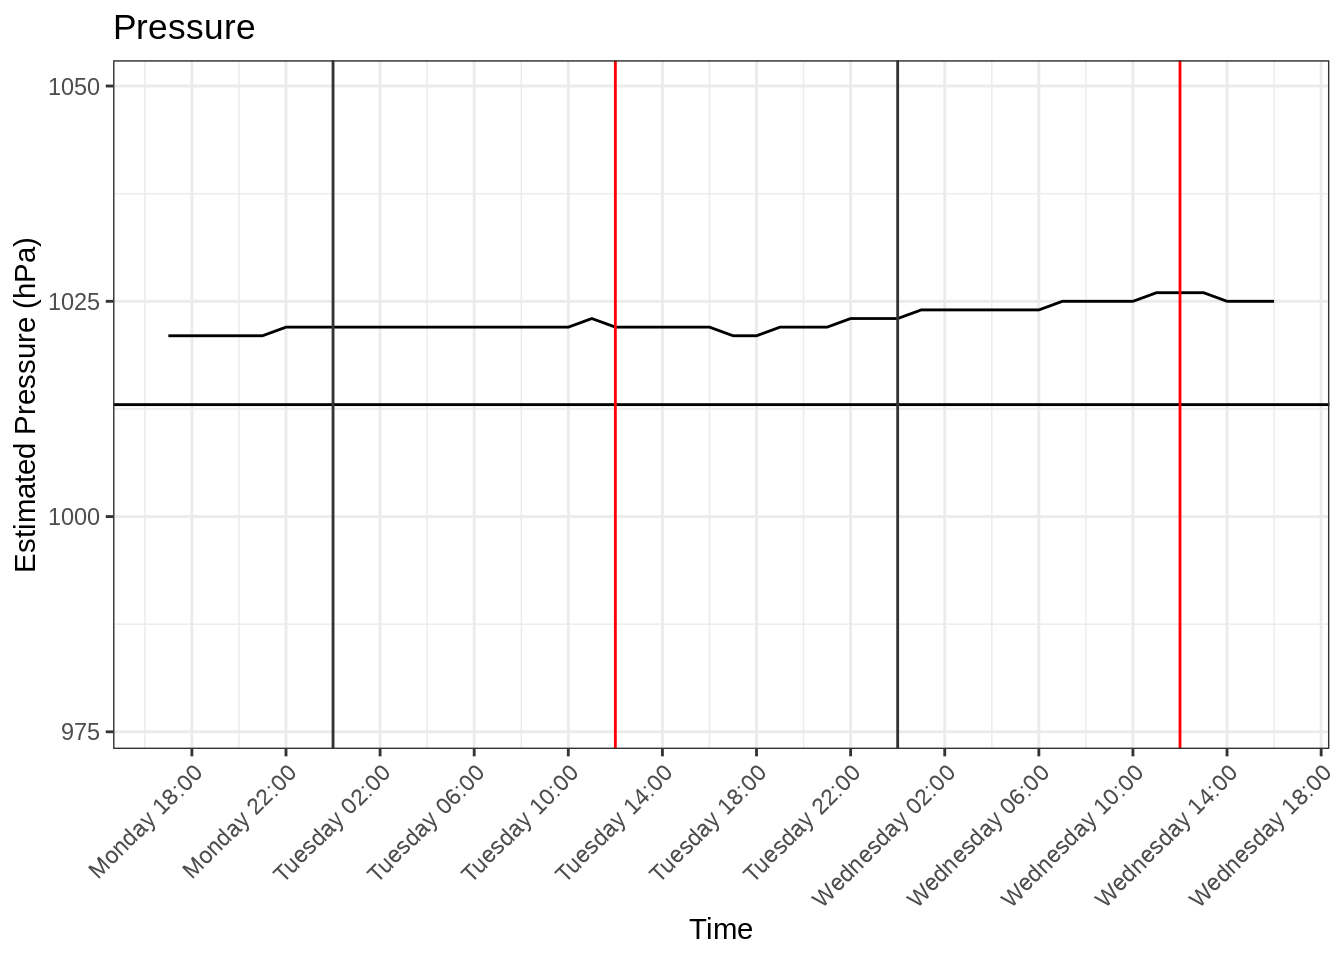 Pressure
Estimated Pressure (hPa)
1050
1025
1000
975
Monday 18:00
Monday 22:00
Tuesday 02:00
Tuesday 06:00
Tuesday 10:00
Tuesday 14:00
Tuesday 18:00
Tuesday 22:00
Wednesday 02:00
Wednesday 06:00
Wednesday 10:00
Wednesday 14:00
Wednesday 18:00
Time